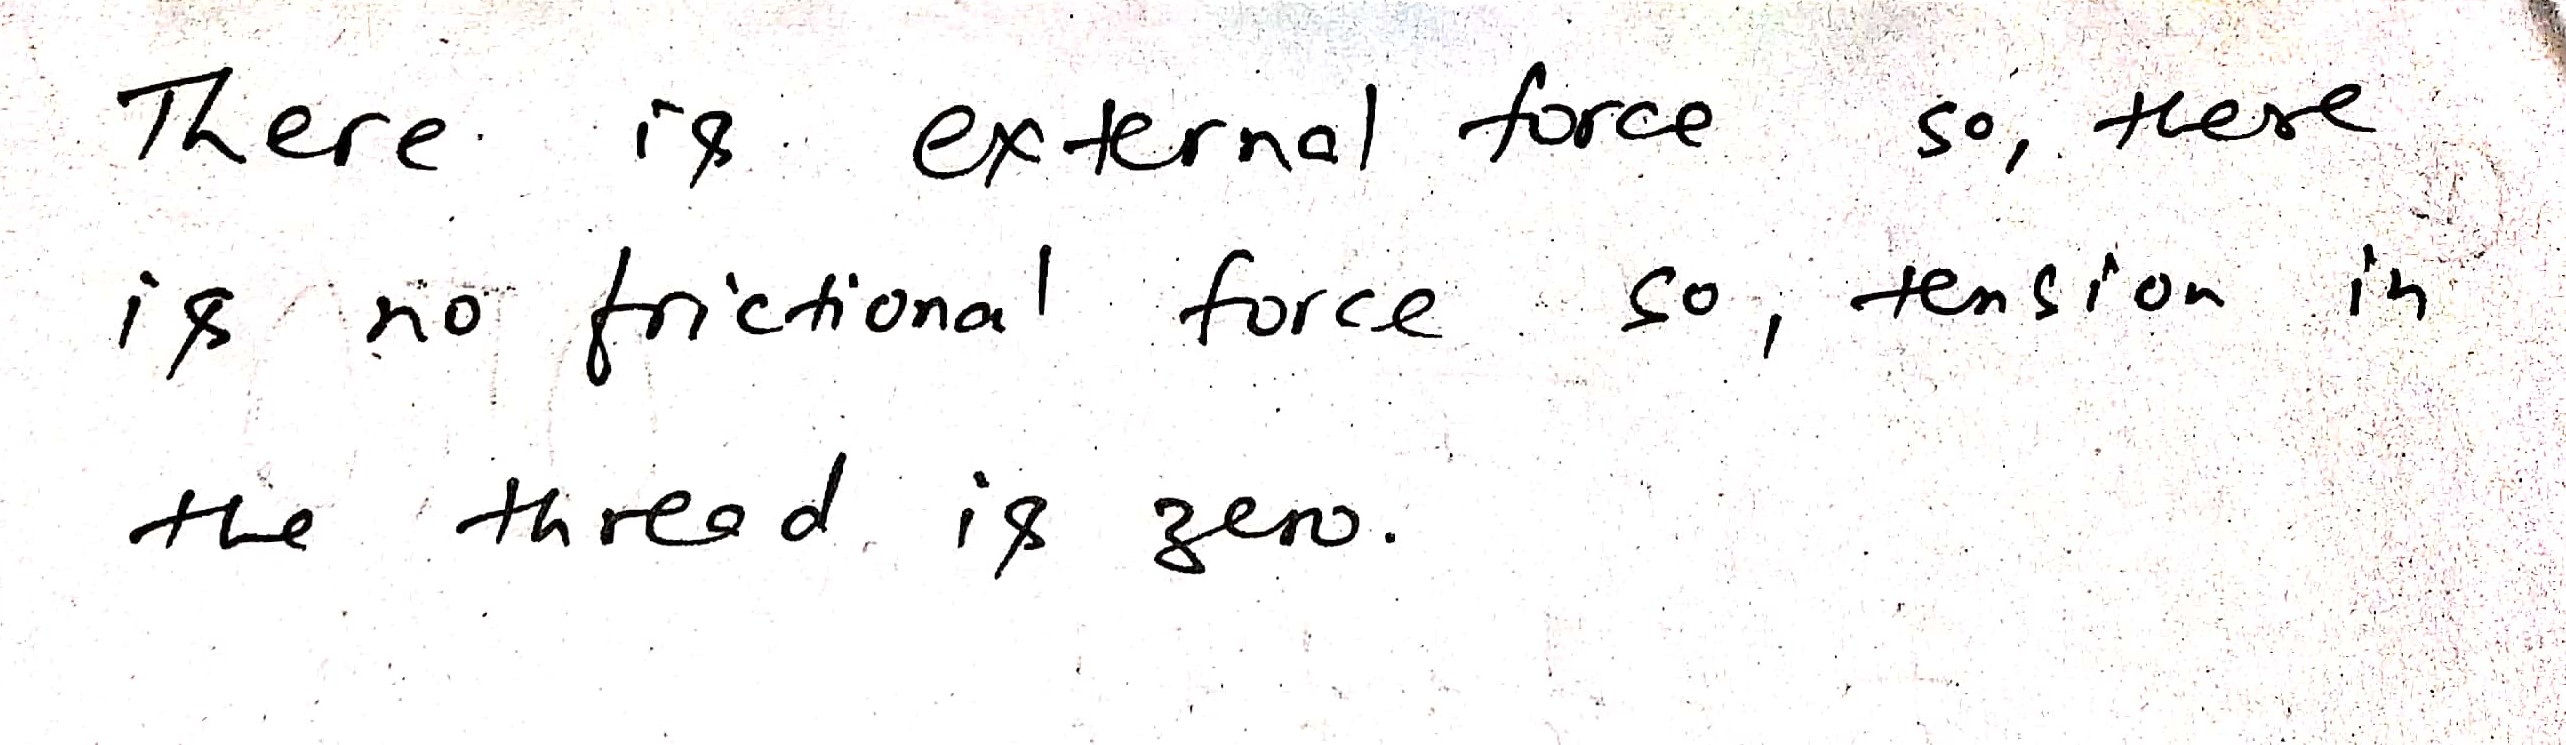 There is external force so, there
is no frictional force so, tension in
the thread is zero.